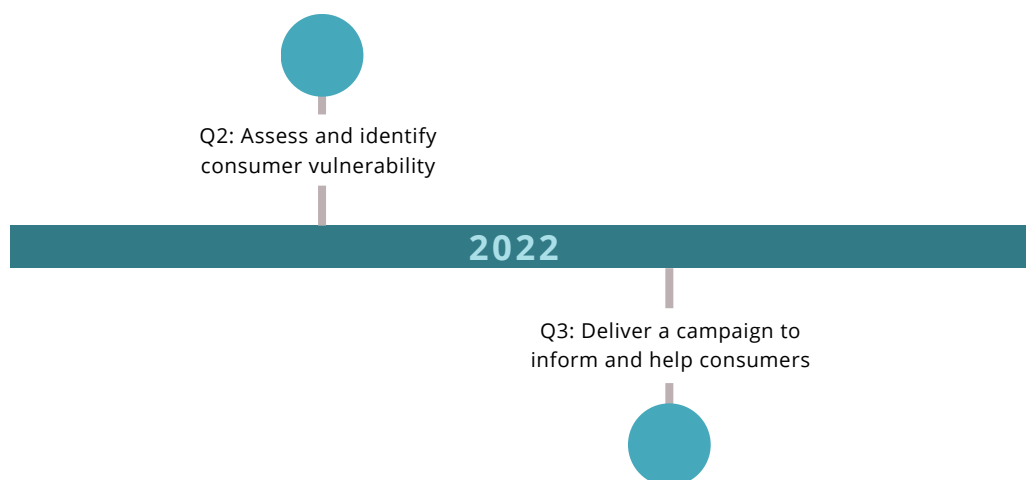 Q2: Assess and identify
consumer vulnerability
2022
Q3: Deliver a campaign to
inform and help consumers